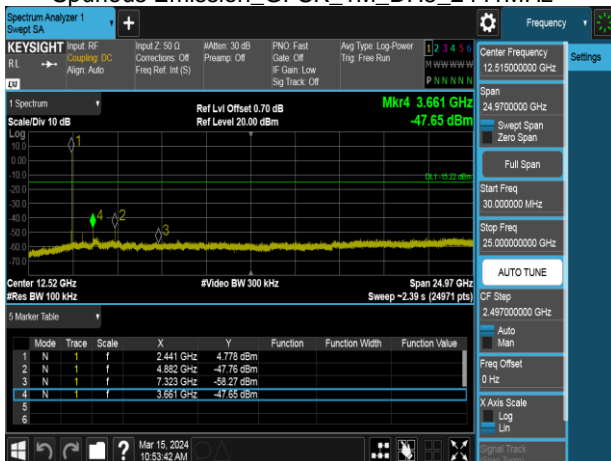 Spectrum Analyzer 1
Swept SA
+
Frequency
KEYSIGHT
RL
LXI
Input: RF
Coupling: DC
Align: Auto
Input Z: 50 Ω
Corrections: Off
Freq Ref: Int (S)
#Atten: 30 dB
Preamp: Off
PNO: Fast
Gate: Off
IF Gain: Low
Sig Track: Off
Avg Type: Log-Power
Trig: Free Run
1 2 3 4 5 6
M W W W W W
P N N N N N
1 Spectrum
Scale/Div 10 dB
Ref Lvl Offset 0.70 dB
Ref Level 20.00 dBm
Mkr4 3.661 GHz
-47.65 dBm
Log
10.0
0.00
-10.0
-20.0
-30.0
-40.0
-50.0
-60.0
-70.0
1
DL1 -15.22 dBm
4
2
3
Center 12.52 GHz
#Res BW 100 kHz
#Video BW 300 kHz
Span 24.97 GHz
Sweep ~2.39 s (24971 pts)
5 Marker Table
Mode Trace Scale X Y Function Function Width Function Value
1 N 1 f 2.441 GHz 4.778 dBm
2 N 1 f 4.882 GHz -47.76 dBm
3 N 1 f 7.323 GHz -58.27 dBm
4 N 1 f 3.661 GHz -47.65 dBm
5
6
?
Mar 15, 2024
10:53:42 AM
Center Frequency
12.515000000 GHz
Settings
Span
24.9700000 GHz
Swept Span
Zero Span
Full Span
Start Freq
30.000000 MHz
Stop Freq
25.000000000 GHz
AUTO TUNE
CF Step
2.497000000 GHz
Auto
Man
Freq Offset
0 Hz
X Axis Scale
Log
Lin
Signal Track